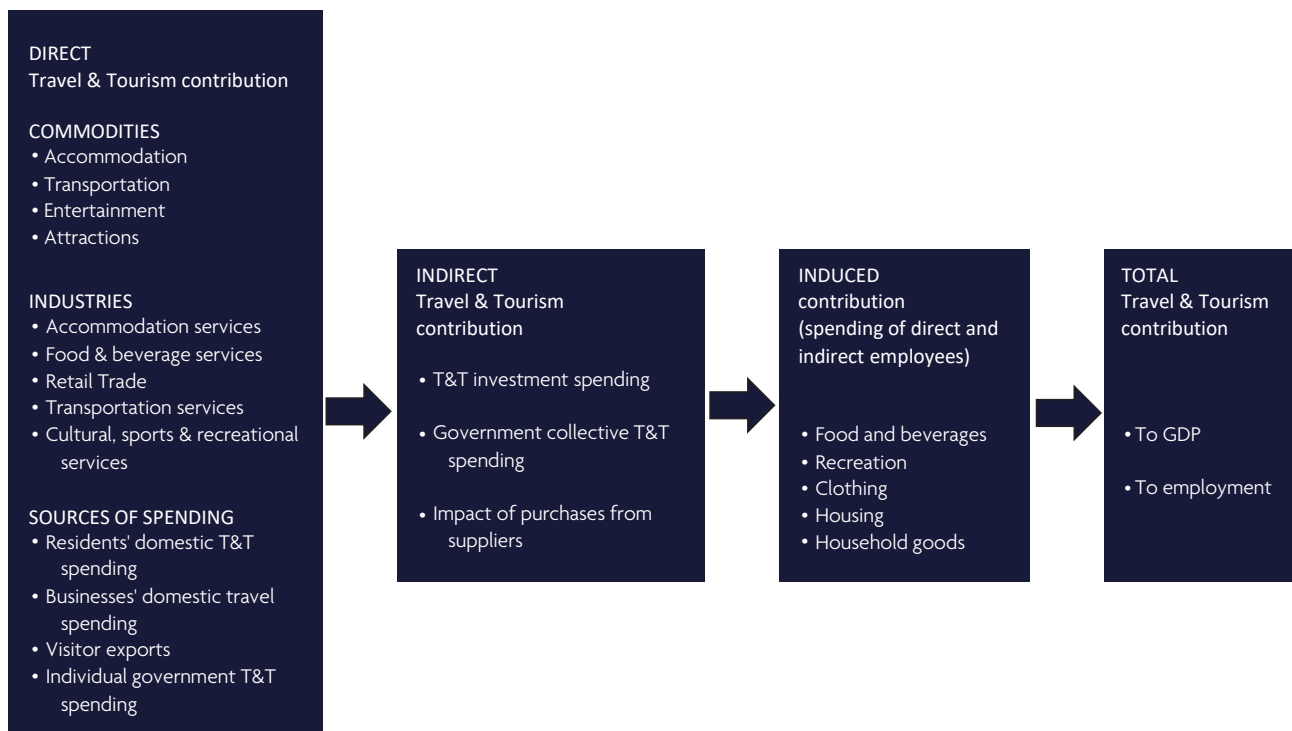 DIRECT
Travel & Tourism contribution
COMMODITIES
• Accommodation
• Transportation
• Entertainment
• Attractions
INDUSTRIES
• Accommodation services
• Food & beverage services
• Retail Trade
• Transportation services
• Cultural, sports & recreational
services
SOURCES OF SPENDING
• Residents' domestic T&T
spending
• Businesses' domestic travel
spending
• Visitor exports
• Individual government T&T
spending
INDIRECT
Travel & Tourism
contribution
• T&T investment spending
• Government collective T&T
spending
• Impact of purchases from
suppliers
INDUCED
contribution
(spending of direct and
indirect employees)
• Food and beverages
• Recreation
• Clothing
• Housing
• Household goods
TOTAL
Travel & Tourism
contribution
• To GDP
• To employment